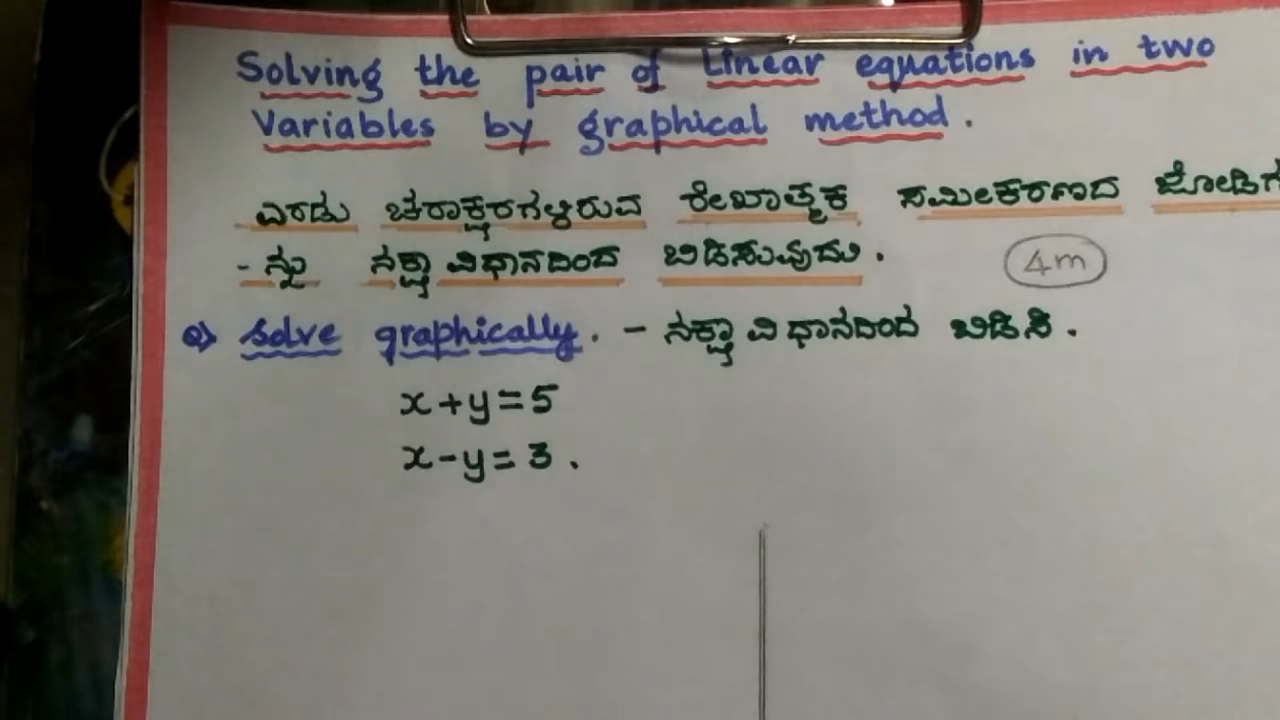 Solving the pair of Linear equations in two
Variables by graphical method.
ಎರಡು ಚರಾಕ್ಷರಗಳಿರುವ ರೇಖಾತ್ಮಕ ಸಮೀಕರಣದ ಜೋಡಿಗ
- ನ್ನು ನಕ್ಷಾ ವಿಧಾನದಿಂದ ಬಿಡಿಸುವುದು.
4m
Q) solve graphically. - ನಕ್ಷಾ ವಿಧಾನದಿಂದ ಬಿಡಿಸಿ.
x+y=5
x-y=3.